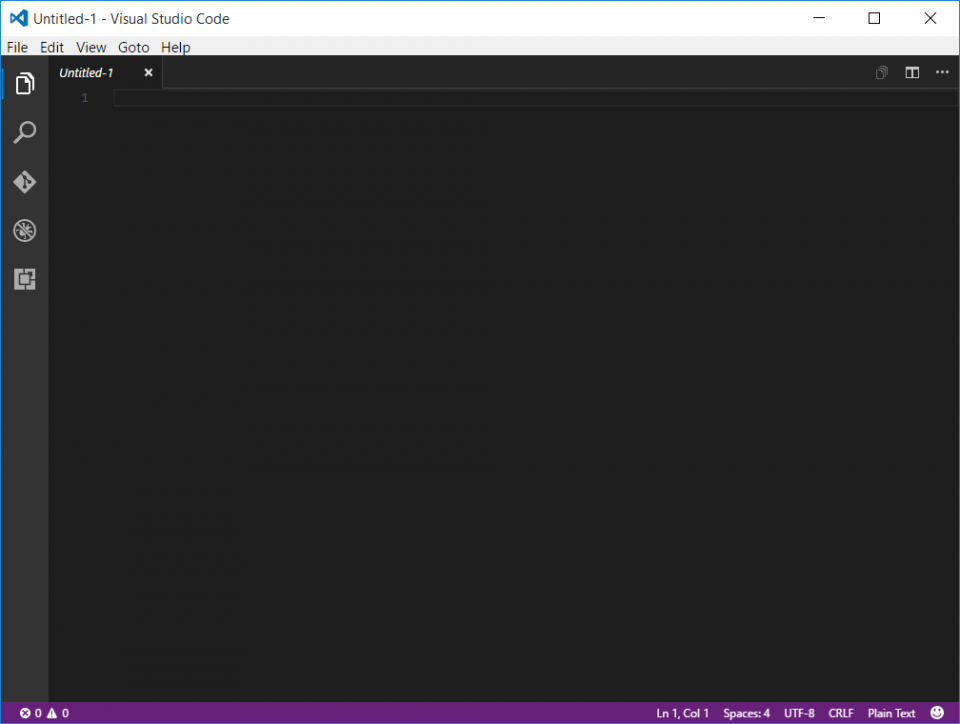 Untitled-1 - Visual Studio Code
File Edit View Goto Help
Untitled-1
1
0 0 Ln 1, Col 1 Spaces: 4 UTF-8 CRLF Plain Text